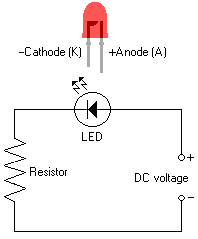 −Cathode (K) +Anode (A)
LED
Resistor
+
DC voltage
−